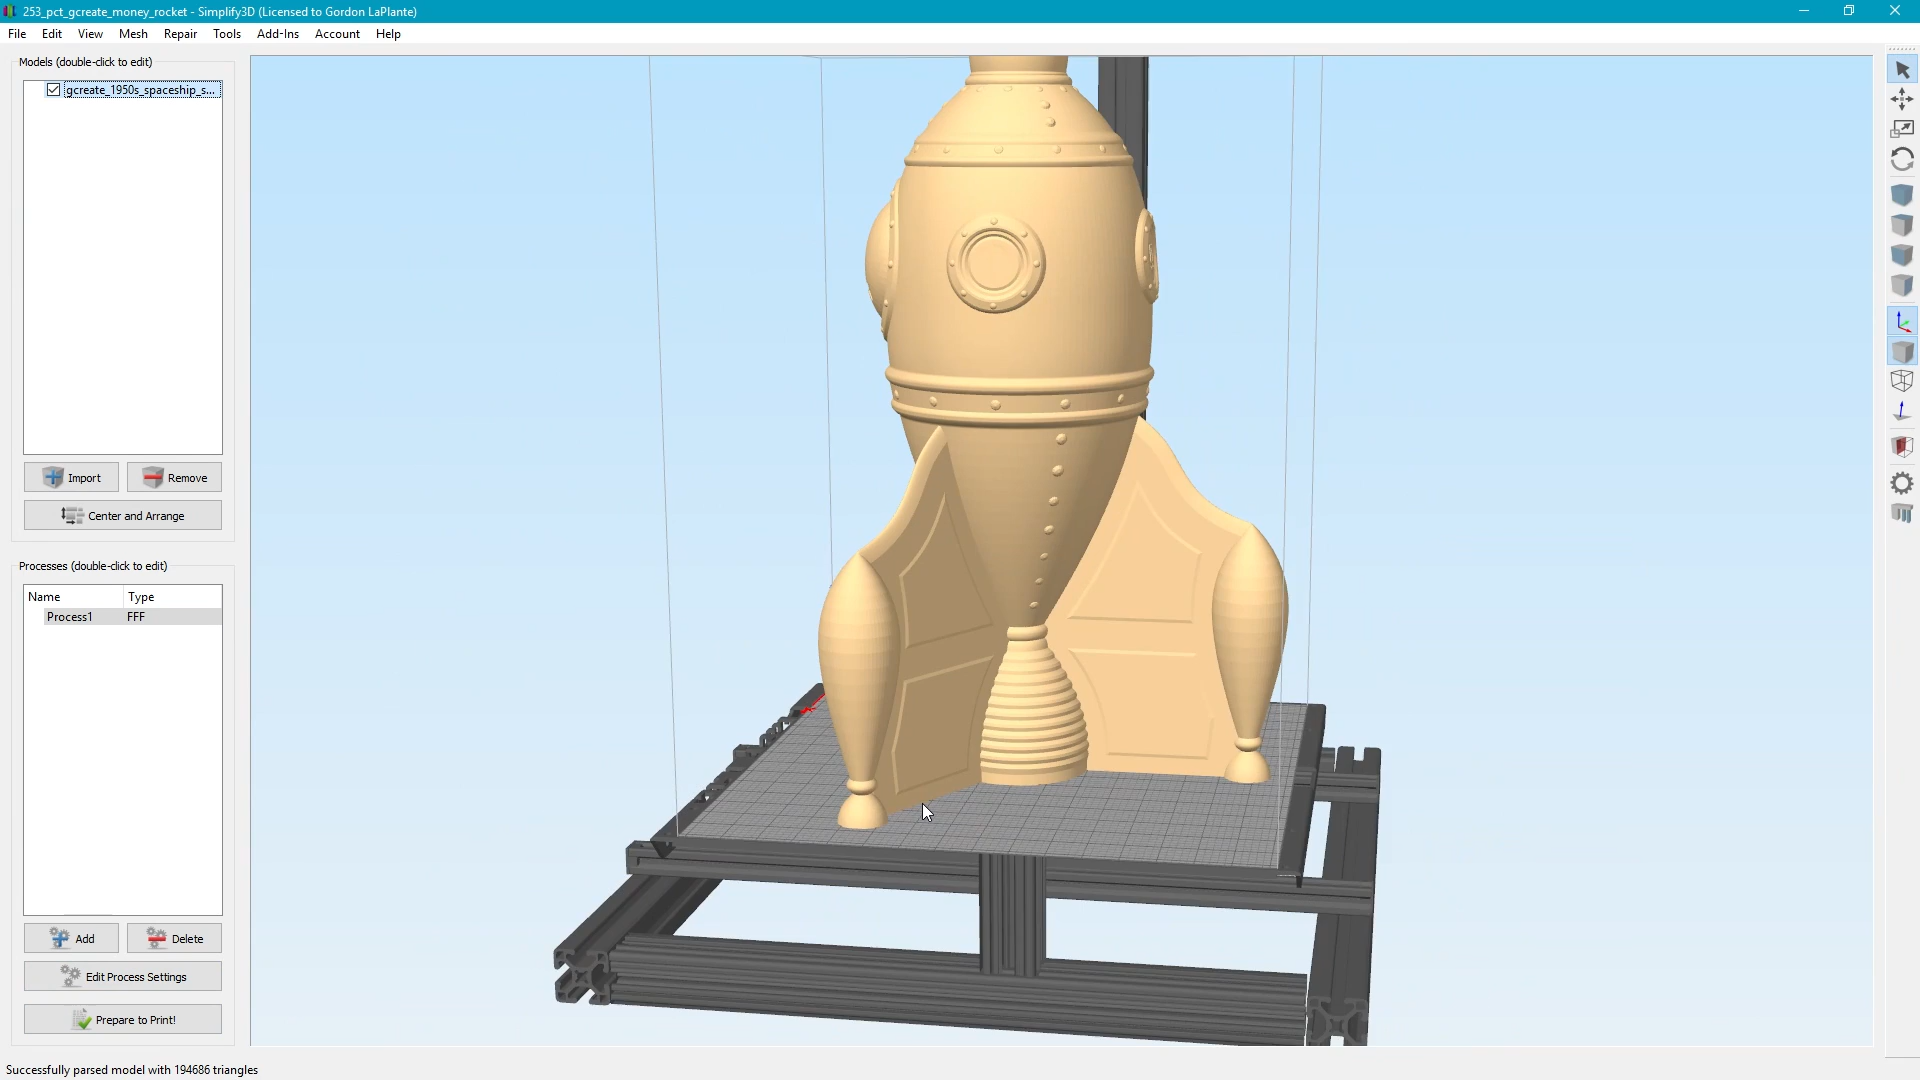 253_pct_gcreate_money_rocket - Simplify3D (Licensed to Gordon LaPlante)
File Edit View Mesh Repair Tools Add-Ins Account Help
Models (double-click to edit)
gcreate_1950s_spaceship_s...
Import Remove
Center and Arrange
Processes (double-click to edit)
Name Type
Process1 FFF
Add Delete
Edit Process Settings
Prepare to Print!
Successfully parsed model with 194686 triangles